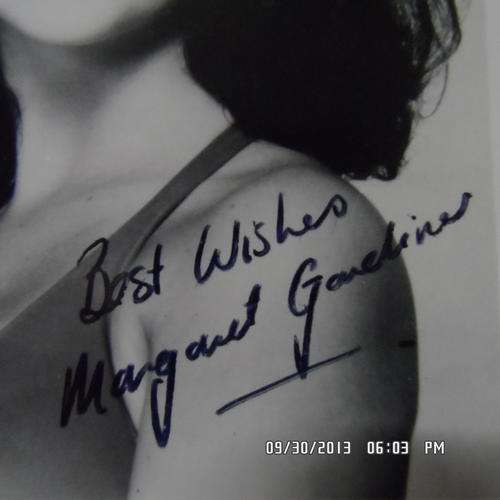 Best Wishes
Margaret Gardiner
09/30/2013 06:03 PM